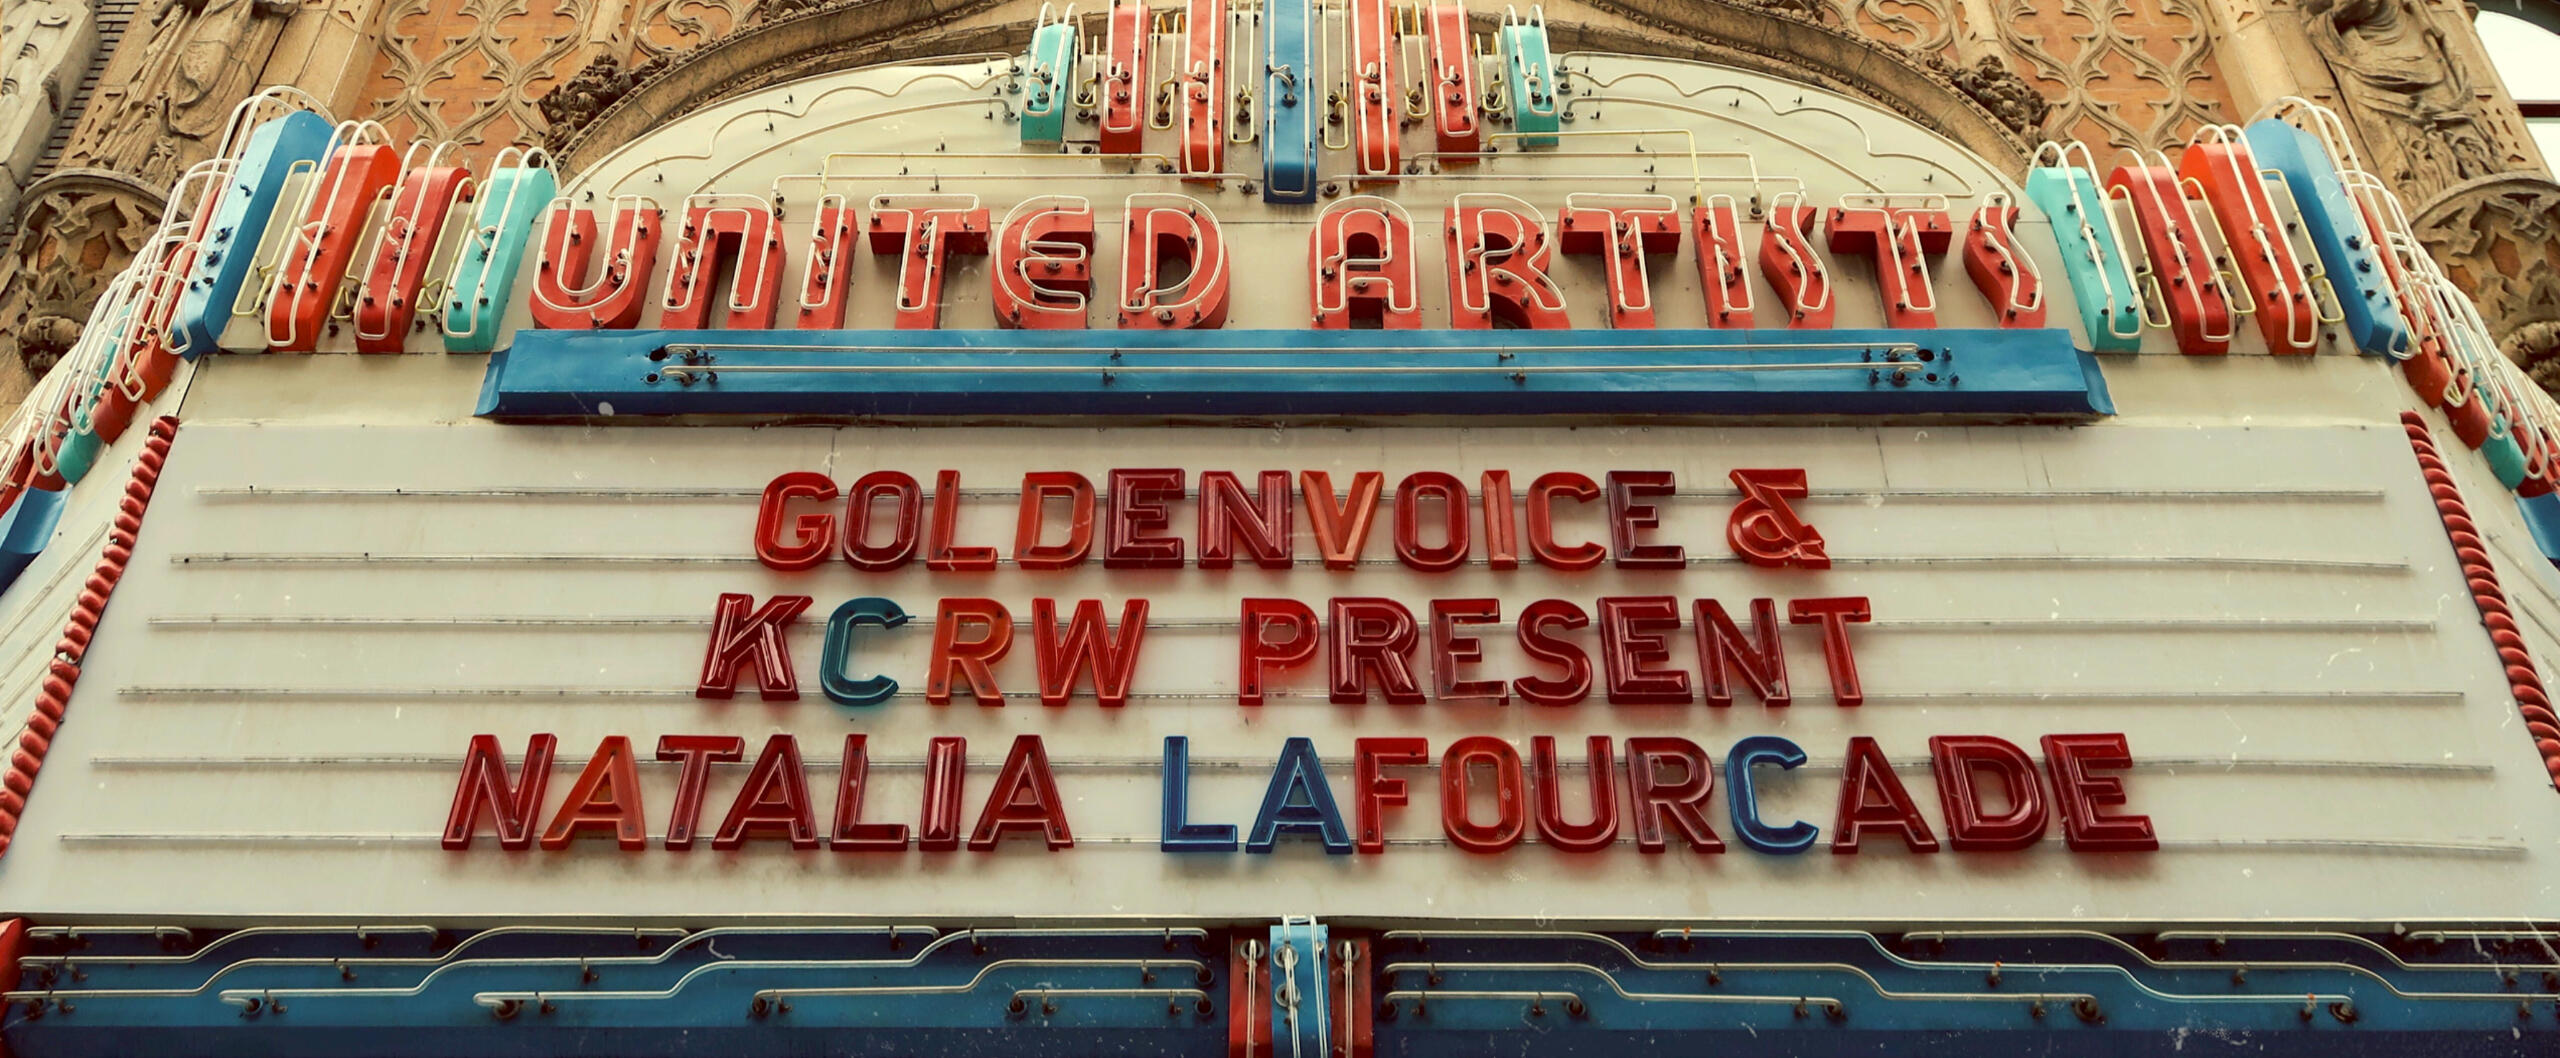 UNITED ARTISTS
GOLDENVOICE &
KCRW PRESENT
NATALIA LAFOURCADE